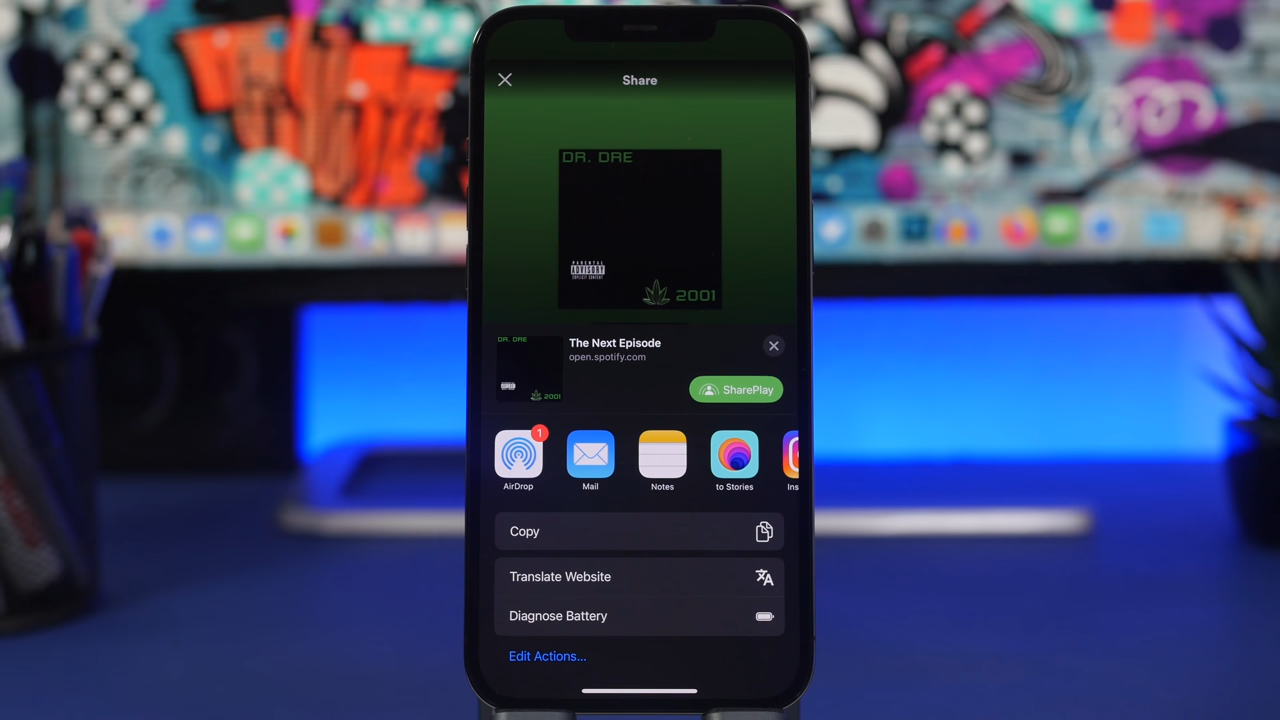 Share
DR. DRE
PARENTAL
ADVISORY
EXPLICIT CONTENT
2001
DR. DRE
2001
The Next Episode
open.spotify.com
SharePlay
1
AirDrop
Mail
Notes
to Stories
Ins
Copy
Translate Website
Diagnose Battery
Edit Actions...